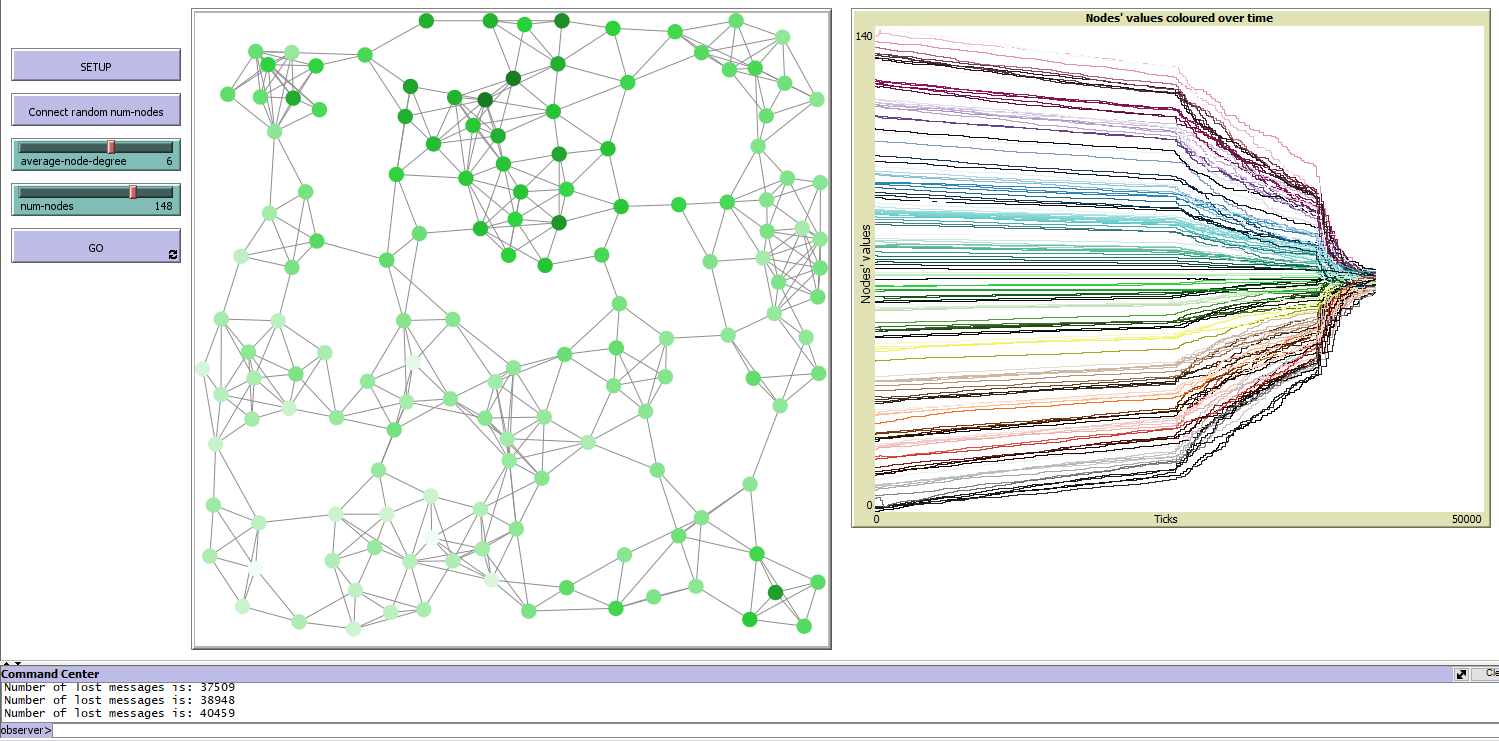 SETUP
Connect random num-nodes
average-node-degree 6
num-nodes 148
GO
Nodes' values coloured over time
140
Nodes' values
0
0 Ticks 50000
Command Center
Cle
Number of lost messages is: 37509
Number of lost messages is: 38948
Number of lost messages is: 40459
observer>